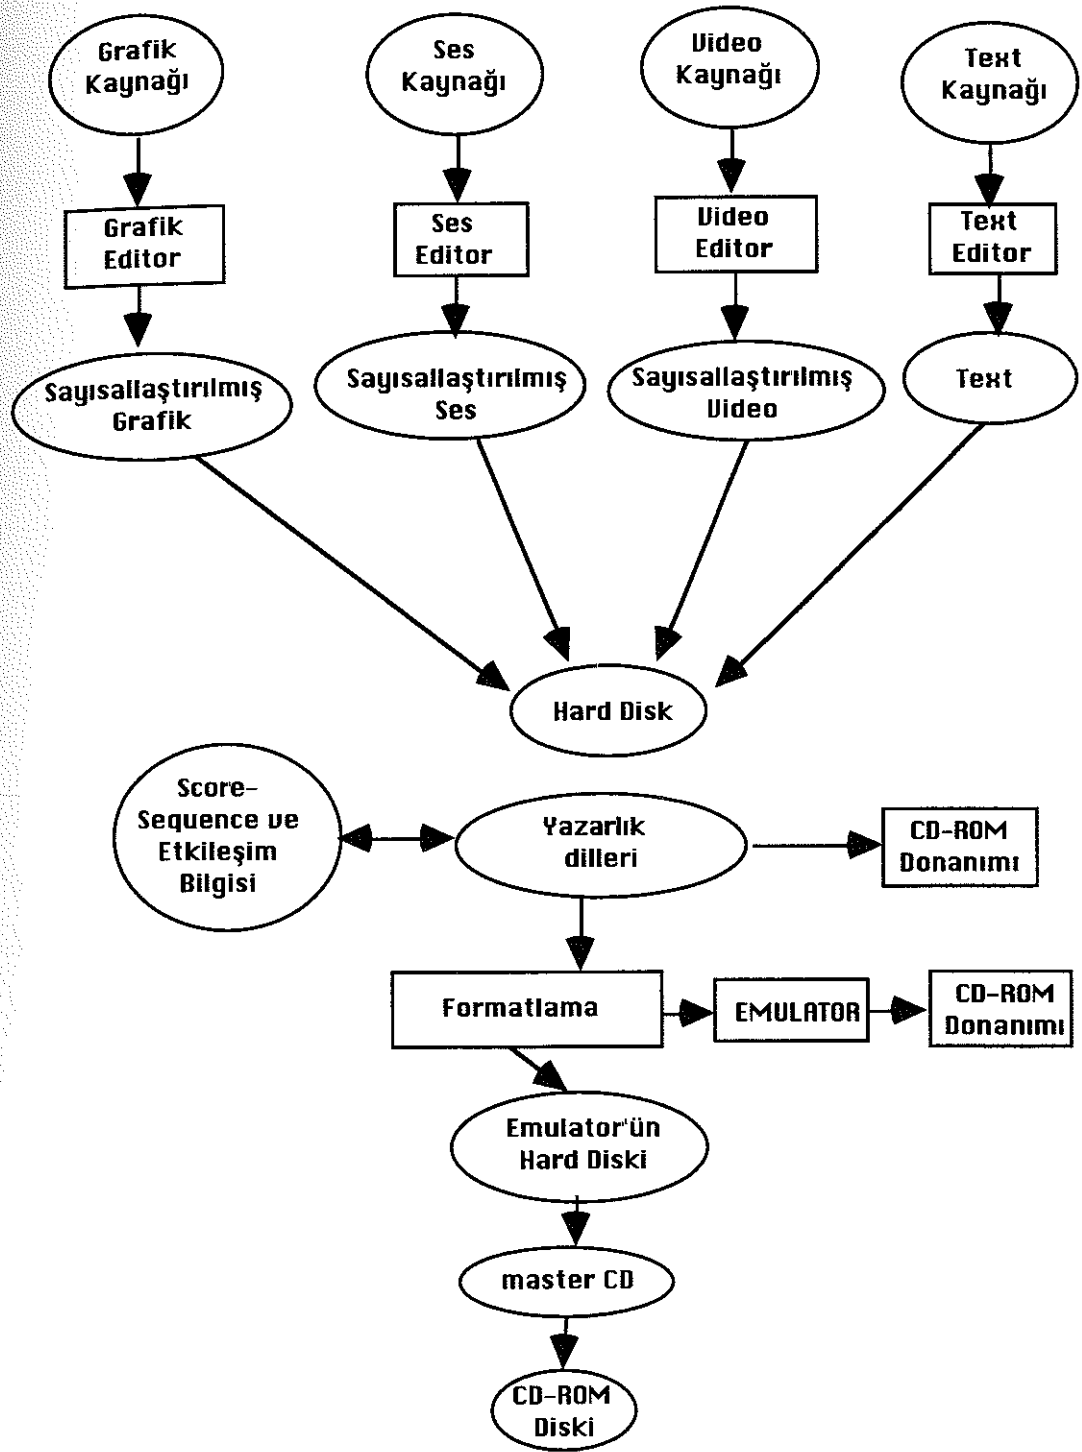 Grafik
Kaynağı
Ses
Kaynağı
Video
Kaynağı
Text
Kaynağı
Grafik
Editor
Ses
Editor
Video
Editor
Text
Editor
Sayısallaştırılmış
Grafik
Sayısallaştırılmış
Ses
Sayısallaştırılmış
Video
Text
Hard Disk
Score-
Sequence ve
Etkileşim
Bilgisi
Yazarlık
dilleri
CD-ROM
Donanımı
Formatlama
EMULATOR
CD-ROM
Donanımı
Emulator'ün
Hard Diski
master CD
CD-ROM
Diski